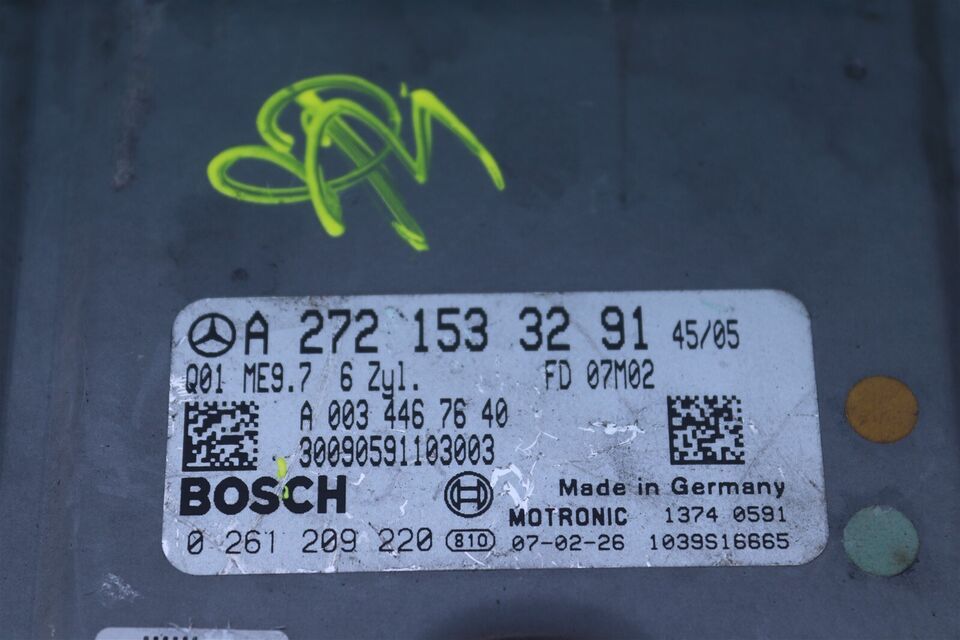 A 272 153 32 91 45/05
Q01 ME9.7 6 Zyl. FD 07M02
A 003 446 76 40
30090591103003
BOSCH Made in Germany
MOTRONIC 1374 0591
0 261 209 220 810 07-02-26 1039S16665